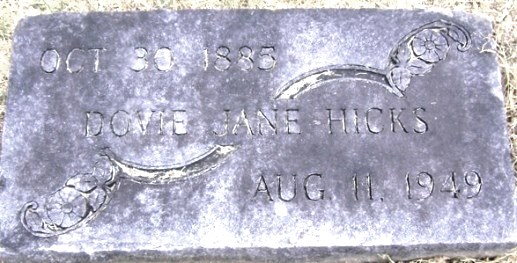 OCT 30 1885
DOVIE JANE HICKS
AUG. 11, 1949